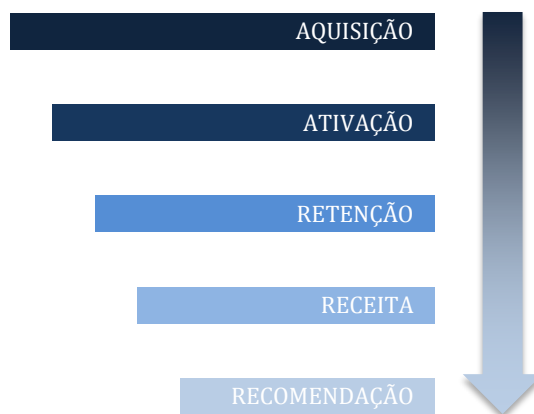 AQUISIÇÃO
ATIVAÇÃO
RETENÇÃO
RECEITA
RECOMENDAÇÃO